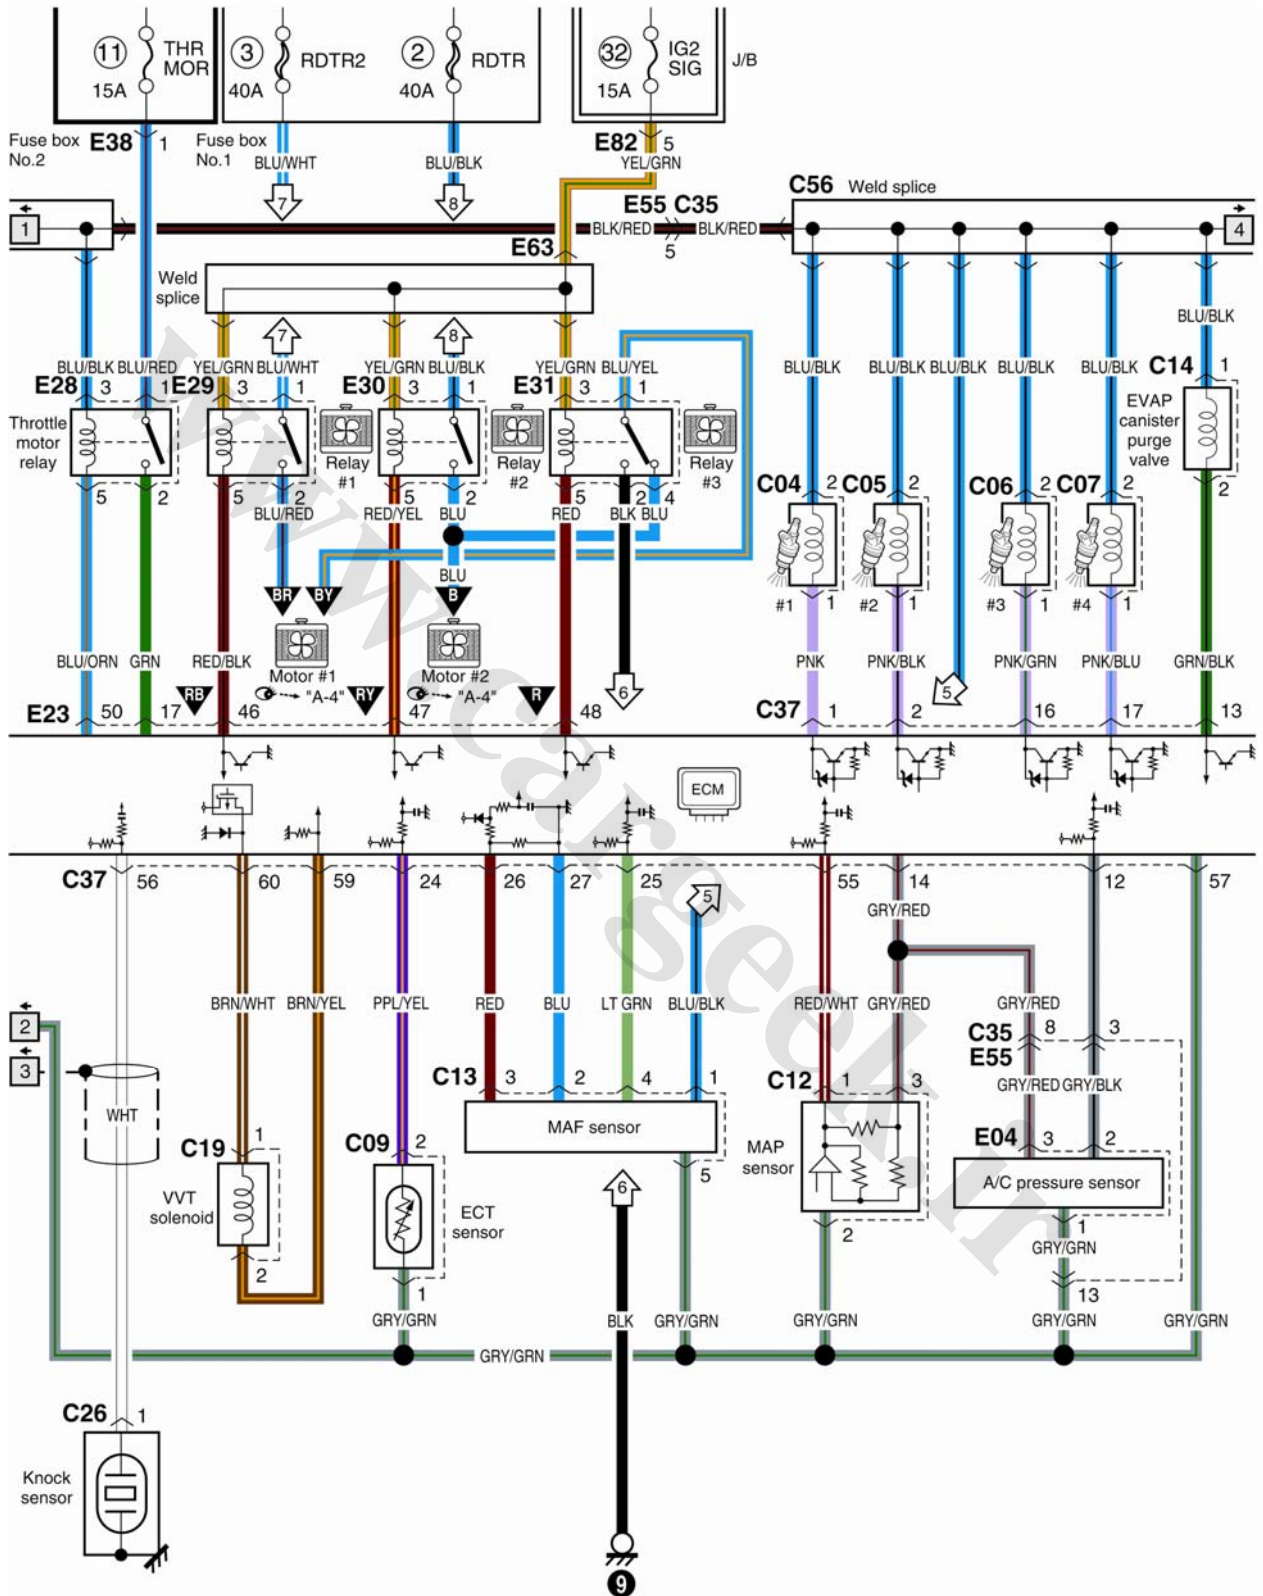 11 THR MOR 15A
3 RDTR2 40A
2 RDTR 40A
32 IG2 SIG 15A
J/B
Fuse box No.2
E38 1
Fuse box No.1
BLU/WHT
BLU/BLK
E82 5
YEL/GRN
7
8
C56 Weld splice
1
E55 C35
BLK/RED BLK/RED
5
4
E63
Weld splice
7
8
BLU/BLK
BLU/BLK BLU/RED YEL/GRN BLU/WHT YEL/GRN BLU/BLK YEL/GRN BLU/YEL BLU/BLK BLU/BLK BLU/BLK BLU/BLK BLU/BLK
C14 1
E28 3 1 E29 3 1 E30 3 1 E31 3 1
Throttle motor relay
Relay #1
Relay #2
Relay #3
EVAP canister purge valve
5 2 5 2 5 2 5 2 4
2
C04 2 C05 2 C06 2 C07 2
BLU/RED RED/YEL BLU RED BLK BLU
BLU
#1 1 #2 1 #3 1 #4 1
BR BY B
BLU/ORN GRN RED/BLK
Motor #1
Motor #2
PNK PNK/BLK PNK/GRN PNK/BLU GRN/BLK
RB "A-4" RY "A-4" R
6
5
E23 50 17 46 47 48
C37 1 2 16 17 13
ECM
C37 56 60 59 24 26 27 25 55 14 12 57
5
GRY/RED
BRN/WHT BRN/YEL PPL/YEL RED BLU LT GRN BLU/BLK RED/WHT GRY/RED GRY/RED
2
3
C35 8 3
E55
C13 3 2 4 1
C12 1 3
GRY/RED GRY/BLK
WHT
MAF sensor
C19 1
C09 2
MAP sensor
E04 3 2
5
A/C pressure sensor
VVT solenoid
6
ECT sensor
2
1
GRY/GRN
2
1
13
GRY/GRN BLK GRY/GRN GRY/GRN GRY/GRN GRY/GRN
GRY/GRN
C26 1
Knock sensor
9
www.cargeek.ir